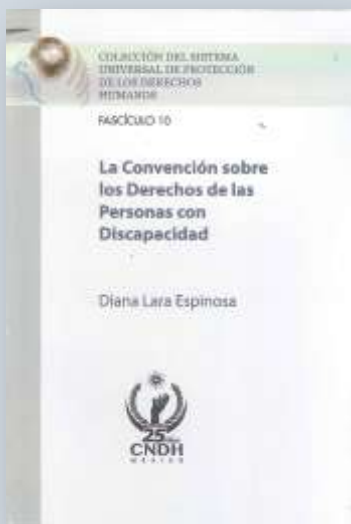 COLECCIÓN DEL SISTEMA
UNIVERSAL DE PROTECCIÓN
DE LOS DERECHOS
HUMANOS
FASCÍCULO 10
La Convención sobre
los Derechos de las
Personas con
Discapacidad
Diana Lara Espinosa
25
CNDH
MÉXICO